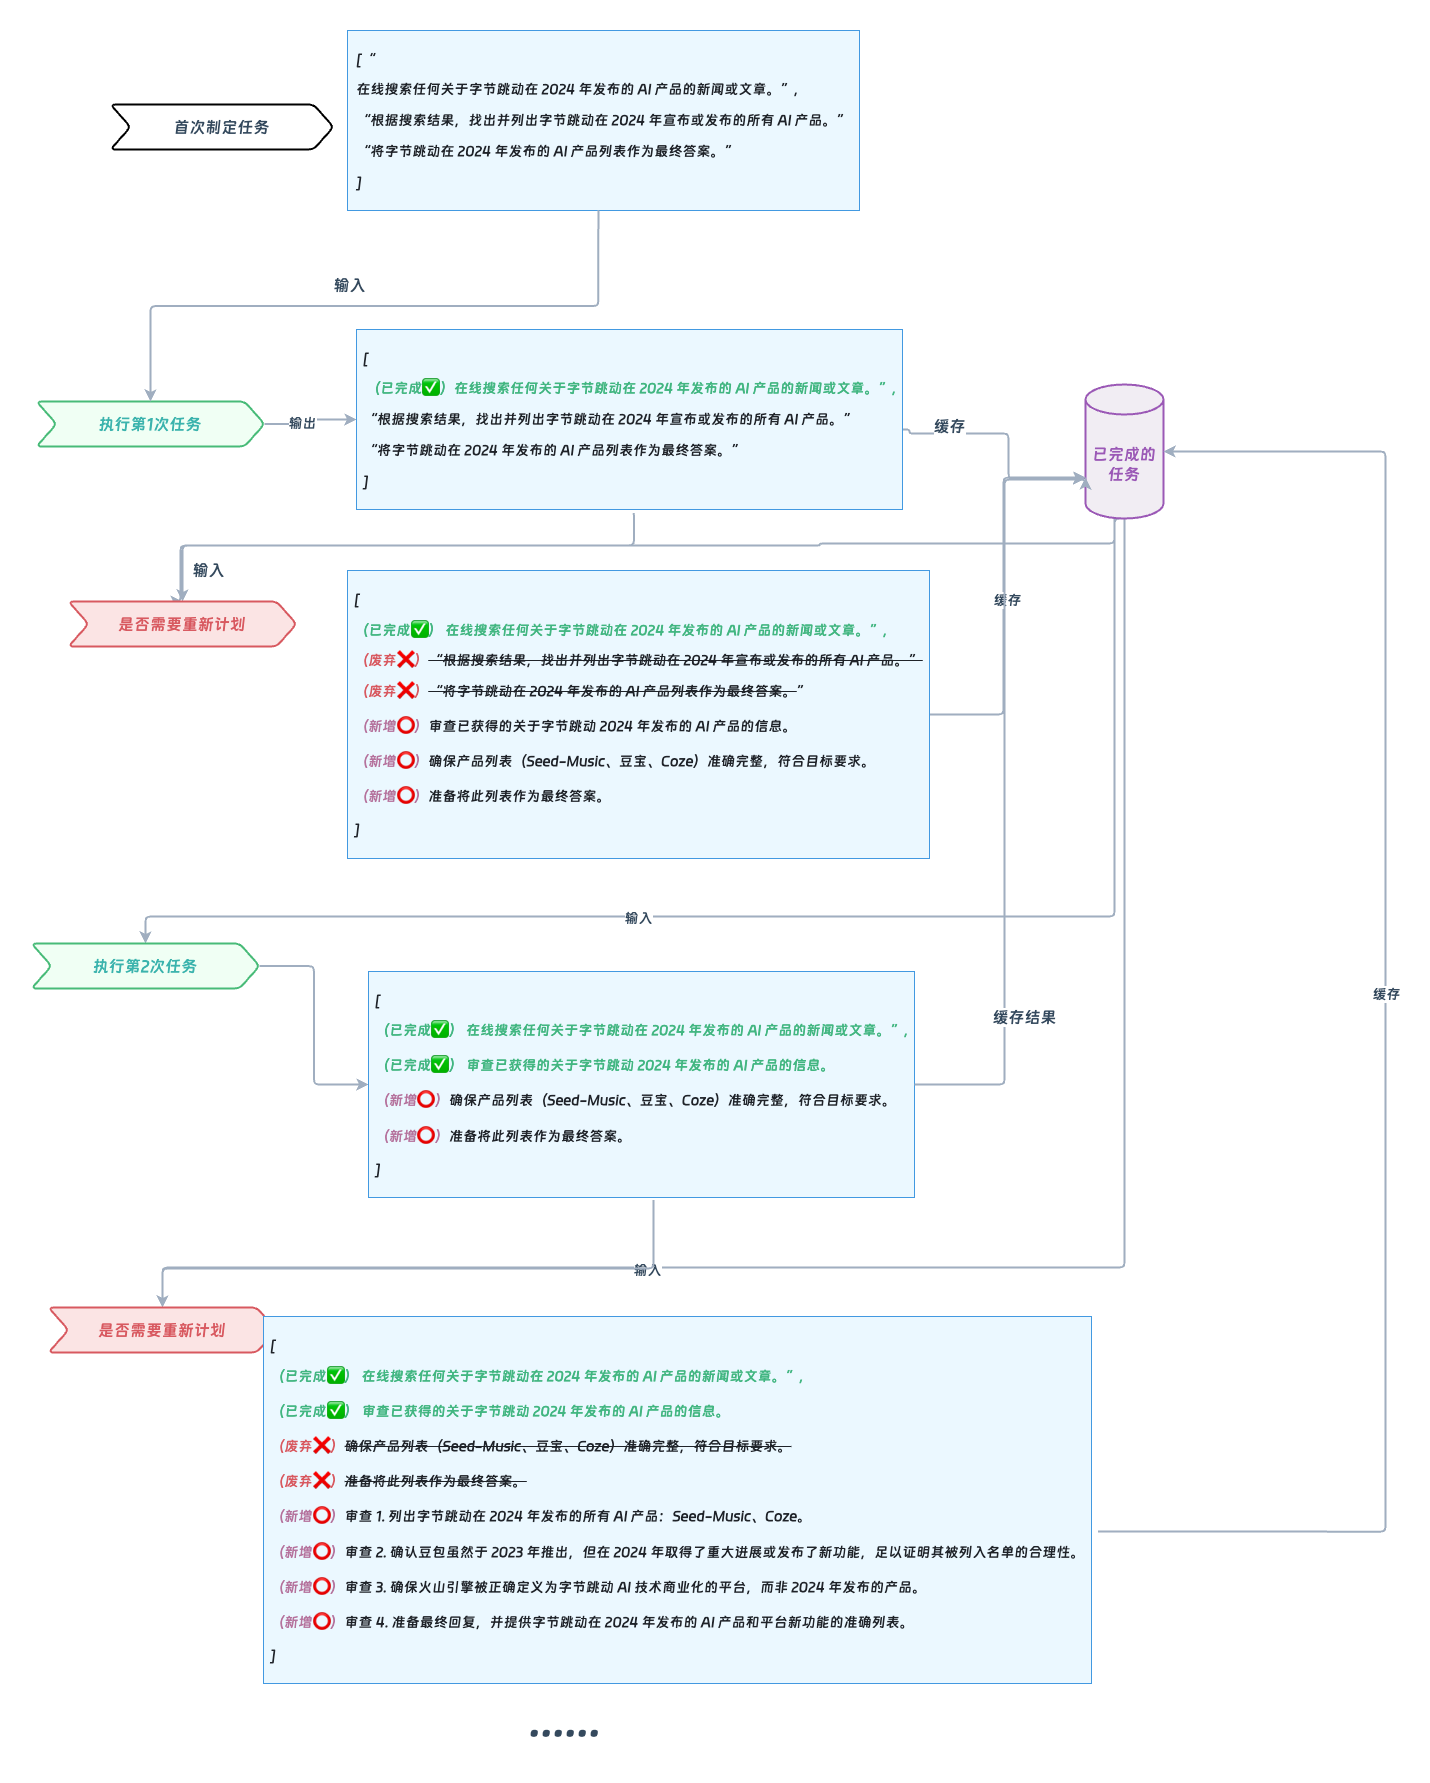 首次制定任务
[ “
在线搜索任何关于字节跳动在 2024 年发布的 AI 产品的新闻或文章。” ,
“根据搜索结果，找出并列出字节跳动在 2024 年宣布或发布的所有 AI 产品。”
“将字节跳动在 2024 年发布的 AI 产品列表作为最终答案。”
]
输入
执行第1次任务
输出
[
（已完成✅）在线搜索任何关于字节跳动在 2024 年发布的 AI 产品的新闻或文章。” ,
“根据搜索结果，找出并列出字节跳动在 2024 年宣布或发布的所有 AI 产品。”
“将字节跳动在 2024 年发布的 AI 产品列表作为最终答案。”
]
缓存
已完成的
任务
输入
是否需要重新计划
[
（已完成✅） 在线搜索任何关于字节跳动在 2024 年发布的 AI 产品的新闻或文章。” ,
（废弃❌） “根据搜索结果，找出并列出字节跳动在 2024 年宣布或发布的所有 AI 产品。”
（废弃❌） “将字节跳动在 2024 年发布的 AI 产品列表作为最终答案。”
（新增⭕） 审查已获得的关于字节跳动 2024 年发布的 AI 产品的信息。
（新增⭕） 确保产品列表（Seed-Music、豆宝、Coze）准确完整，符合目标要求。
（新增⭕） 准备将此列表作为最终答案。
]
缓存
输入
执行第2次任务
[
（已完成✅） 在线搜索任何关于字节跳动在 2024 年发布的 AI 产品的新闻或文章。” ,
（已完成✅） 审查已获得的关于字节跳动 2024 年发布的 AI 产品的信息。
（新增⭕） 确保产品列表（Seed-Music、豆宝、Coze）准确完整，符合目标要求。
（新增⭕） 准备将此列表作为最终答案。
]
缓存结果
缓存
输入
是否需要重新计划
[
（已完成✅） 在线搜索任何关于字节跳动在 2024 年发布的 AI 产品的新闻或文章。” ,
（已完成✅） 审查已获得的关于字节跳动 2024 年发布的 AI 产品的信息。
（废弃❌） 确保产品列表（Seed-Music、豆宝、Coze）准确完整，符合目标要求。
（废弃❌） 准备将此列表作为最终答案。
（新增⭕） 审查 1. 列出字节跳动在 2024 年发布的所有 AI 产品：Seed-Music、Coze。
（新增⭕） 审查 2. 确认豆包虽然于 2023 年推出，但在 2024 年取得了重大进展或发布了新功能，足以证明其被列入名单的合理性。
（新增⭕） 审查 3. 确保火山引擎被正确定义为字节跳动 AI 技术商业化的平台，而非 2024 年发布的产品。
（新增⭕） 审查 4. 准备最终回复，并提供字节跳动在 2024 年发布的 AI 产品和平台新功能的准确列表。
]
······